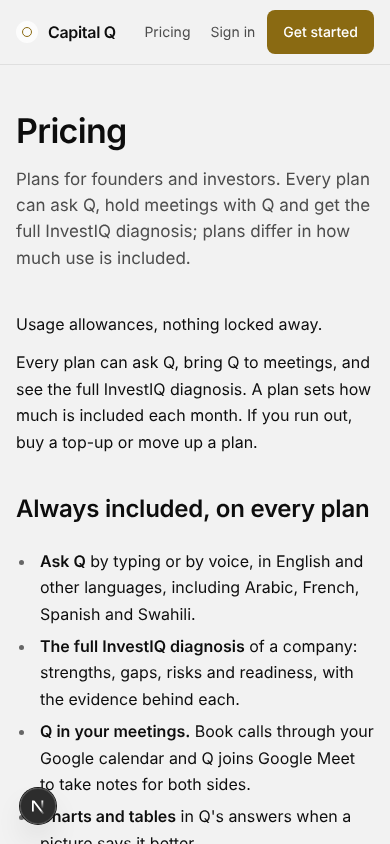 Capital Q
Pricing
Sign in
Get started
Pricing
Plans for founders and investors. Every plan
can ask Q, hold meetings with Q and get the
full InvestIQ diagnosis; plans differ in how
much use is included.
Usage allowances, nothing locked away.
Every plan can ask Q, bring Q to meetings, and
see the full InvestIQ diagnosis. A plan sets how
much is included each month. If you run out,
buy a top-up or move up a plan.
Always included, on every plan
Ask Q by typing or by voice, in English and
other languages, including Arabic, French,
Spanish and Swahili.
The full InvestIQ diagnosis of a company:
strengths, gaps, risks and readiness, with
the evidence behind each.
Q in your meetings. Book calls through your
Google calendar and Q joins Google Meet
to take notes for both sides.
N
Charts and tables in Q's answers when a
picture says it better.